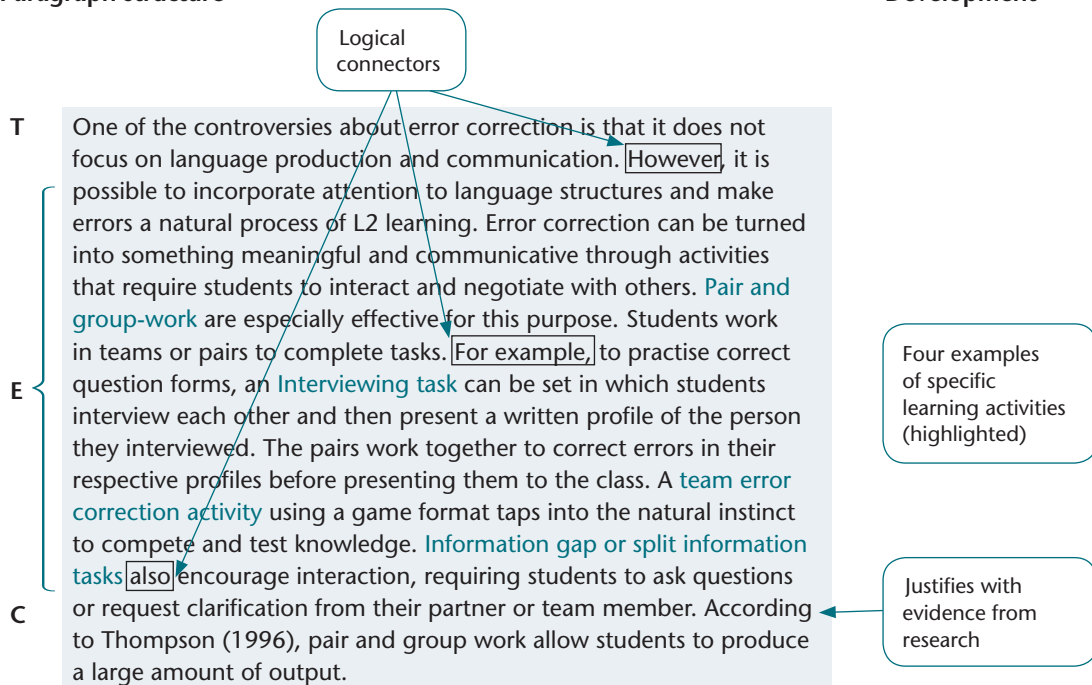 Logical
connectors
T
One of the controversies about error correction is that it does not
focus on language production and communication. However, it is
possible to incorporate attention to language structures and make
errors a natural process of L2 learning. Error correction can be turned
into something meaningful and communicative through activities
that require students to interact and negotiate with others. Pair and
group-work are especially effective for this purpose. Students work
in teams or pairs to complete tasks. For example, to practise correct
E
question forms, an Interviewing task can be set in which students
interview each other and then present a written profile of the person
they interviewed. The pairs work together to correct errors in their
respective profiles before presenting them to the class. A team error
correction activity using a game format taps into the natural instinct
to compete and test knowledge. Information gap or split information
tasks also encourage interaction, requiring students to ask questions
C
or request clarification from their partner or team member. According
to Thompson (1996), pair and group work allow students to produce
a large amount of output.
Four examples
of specific
learning activities
(highlighted)
Justifies with
evidence from
research